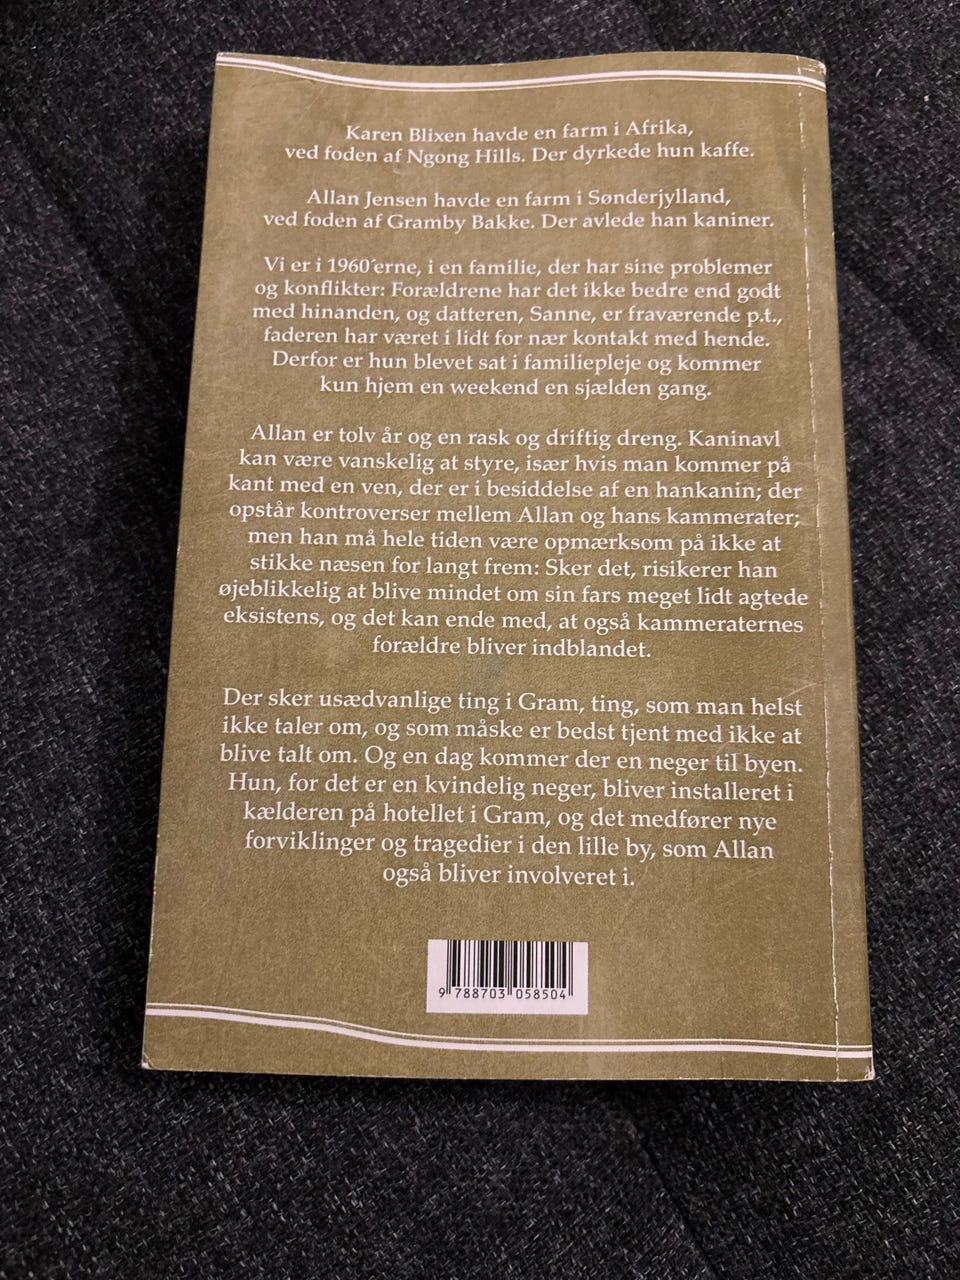 Karen Blixen havde en farm i Afrika,
ved foden af Ngong Hills. Der dyrkede hun kaffe.
Allan Jensen havde en farm i Sønderjylland,
ved foden af Gramby Bakke. Der avlede han kaniner.
Vi er i 1960´erne, i en familie, der har sine problemer
og konflikter: Forældrene har det ikke bedre end godt
med hinanden, og datteren, Sanne, er fraværende p.t.,
faderen har været i lidt for nær kontakt med hende.
Derfor er hun blevet sat i familiepleje og kommer
kun hjem en weekend en sjælden gang.
Allan er tolv år og en rask og driftig dreng. Kaninavl
kan være vanskelig at styre, især hvis man kommer på
kant med en ven, der er i besiddelse af en hankanin; der
opstår kontroverser mellem Allan og hans kammerater;
men han må hele tiden være opmærksom på ikke at
stikke næsen for langt frem: Sker det, risikerer han
øjeblikkelig at blive mindet om sin fars meget lidt agtede
eksistens, og det kan ende med, at også kammeraternes
forældre bliver indblandet.
Der sker usædvanlige ting i Gram, ting, som man helst
ikke taler om, og som måske er bedst tjent med ikke at
blive talt om. Og en dag kommer der en neger til byen.
Hun, for det er en kvindelig neger, bliver installeret i
kælderen på hotellet i Gram, og det medfører nye
forviklinger og tragedier i den lille by, som Allan
også bliver involveret i.
9 788703 058504